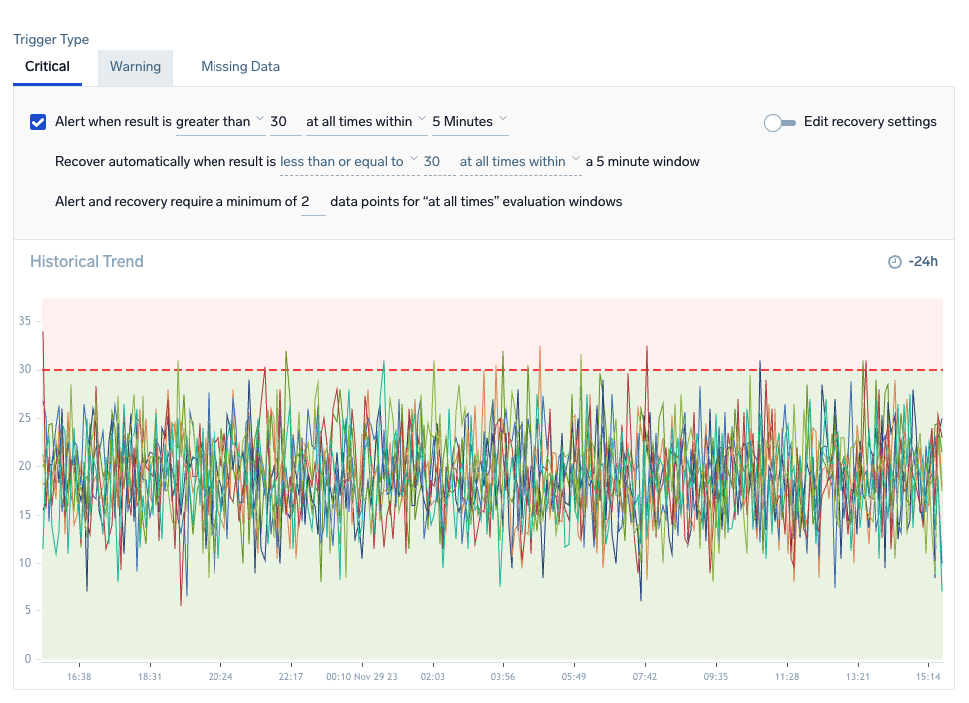 Trigger Type
Critical Warning Missing Data
Alert when result is greater than 30 at all times within 5 Minutes Edit recovery settings
Recover automatically when result is less than or equal to 30 at all times within a 5 minute window
Alert and recovery require a minimum of 2 data points for “at all times” evaluation windows
Historical Trend -24h
35
30
25
20
15
10
5
0
16:38 18:31 20:24 22:17 00:10 Nov 29 23 02:03 03:56 05:49 07:42 09:35 11:28 13:21 15:14